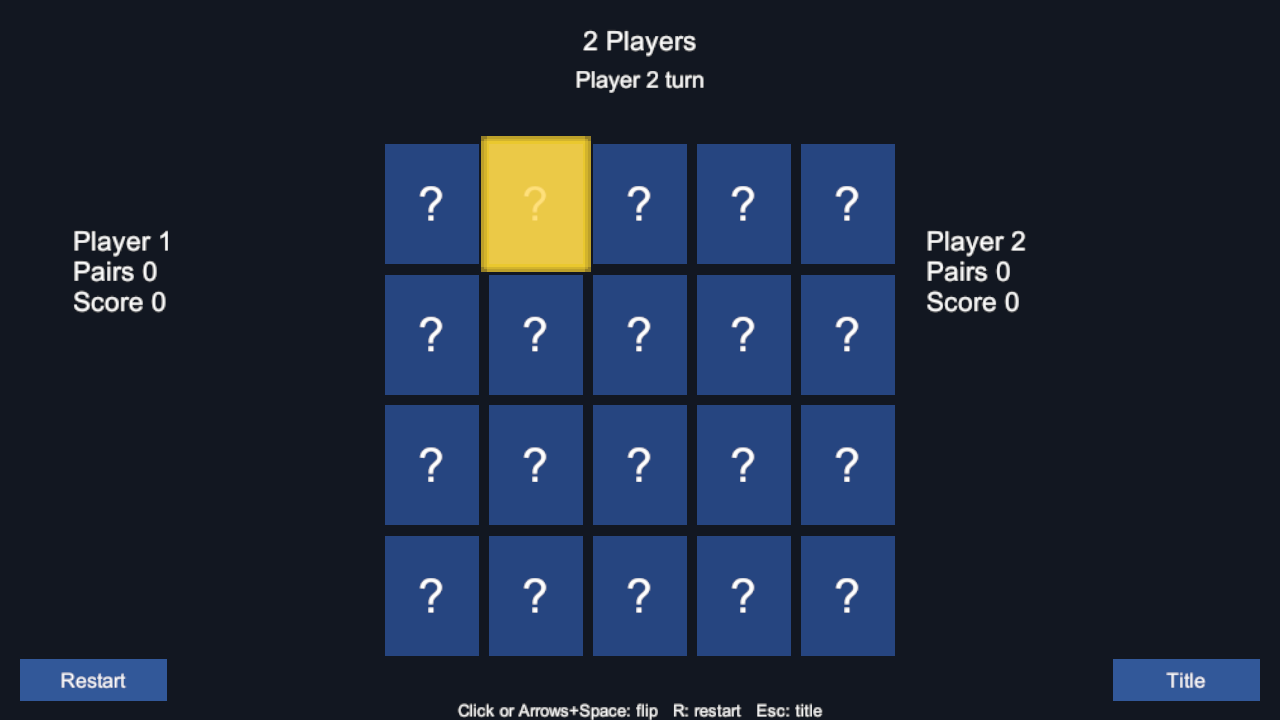 2 Players
Player 2 turn
? ? ? ? ?
Player 1
Pairs 0
Score 0
Player 2
Pairs 0
Score 0
? ? ? ? ?
? ? ? ? ?
? ? ? ? ?
Restart
Title
Click or Arrows+Space: flip R: restart Esc: title